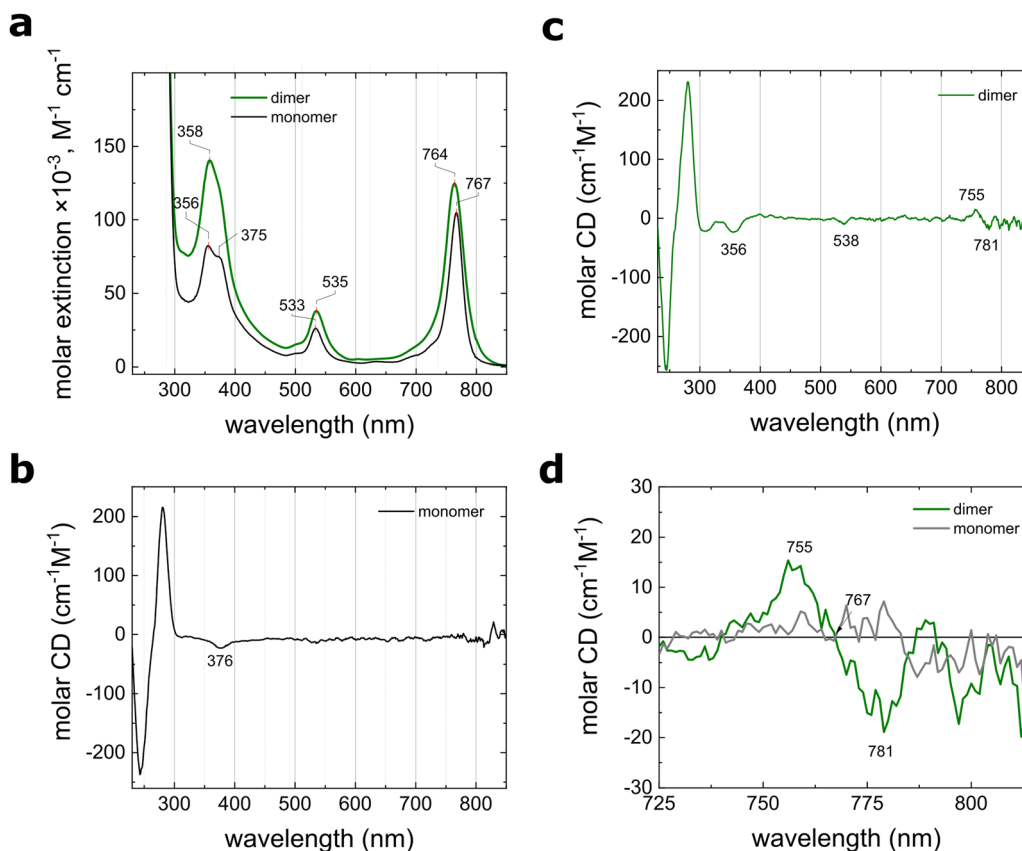 a
molar extinction ×10⁻³, M⁻¹ cm⁻¹
150
100
50
0
dimer
monomer
358
356
375
533
535
764
767
300 400 500 600 700 800
wavelength (nm)
b
molar CD (cm⁻¹M⁻¹)
200
100
0
-100
-200
monomer
376
300 400 500 600 700 800
wavelength (nm)
c
molar CD (cm⁻¹M⁻¹)
200
100
0
-100
-200
dimer
356
538
755
781
300 400 500 600 700 800
wavelength (nm)
d
molar CD (cm⁻¹M⁻¹)
30
20
10
0
-10
-20
-30
dimer
monomer
755
767
781
725 750 775 800
wavelength (nm)